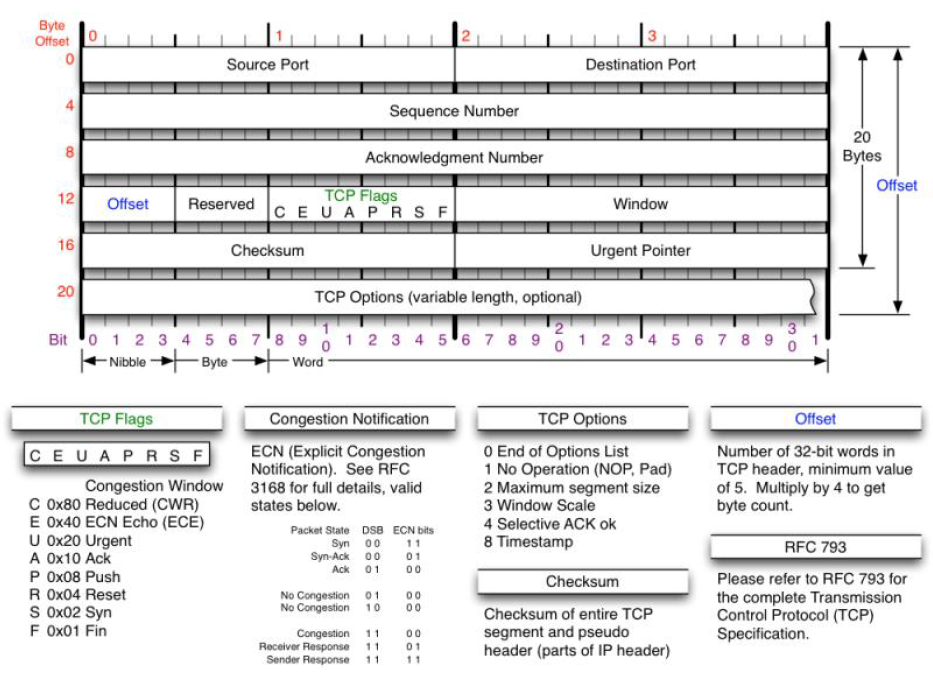 Byte
Offset
0 1 2 3
0 Source Port Destination Port
4 Sequence Number
8 Acknowledgment Number
20
Bytes
Offset
12 Offset Reserved TCP Flags Window
C E U A P R S F
16 Checksum Urgent Pointer
20 TCP Options (variable length, optional)
Bit 0 1 2 3 4 5 6 7 8 9 10 1 2 3 4 5 6 7 8 9 20 1 2 3 4 5 6 7 8 9 30 1
Nibble Byte Word
TCP Flags
C E U A P R S F
Congestion Window
C 0x80 Reduced (CWR)
E 0x40 ECN Echo (ECE)
U 0x20 Urgent
A 0x10 Ack
P 0x08 Push
R 0x04 Reset
S 0x02 Syn
F 0x01 Fin
Congestion Notification
ECN (Explicit Congestion
Notification). See RFC
3168 for full details, valid
states below.
Packet State DSB ECN bits
Syn 0 0 1 1
Syn-Ack 0 0 0 1
Ack 0 1 0 0
No Congestion 0 1 0 0
No Congestion 1 0 0 0
Congestion 1 1 0 0
Receiver Response 1 1 0 1
Sender Response 1 1 1 1
TCP Options
0 End of Options List
1 No Operation (NOP, Pad)
2 Maximum segment size
3 Window Scale
4 Selective ACK ok
8 Timestamp
Checksum
Checksum of entire TCP
segment and pseudo
header (parts of IP header)
Offset
Number of 32-bit words in
TCP header, minimum value
of 5. Multiply by 4 to get
byte count.
RFC 793
Please refer to RFC 793 for
the complete Transmission
Control Protocol (TCP)
Specification.